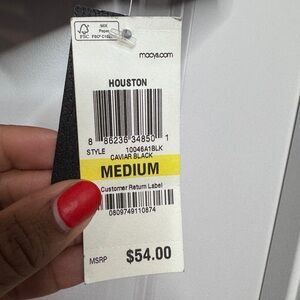 FSC
MIX
Paper
macys.com
HOUSTON
8 86236 34850 1
STYLE 10046A1BLK
CAVIAR BLACK
MEDIUM
Customer Return Label
0809749110874
MSRP $54.00